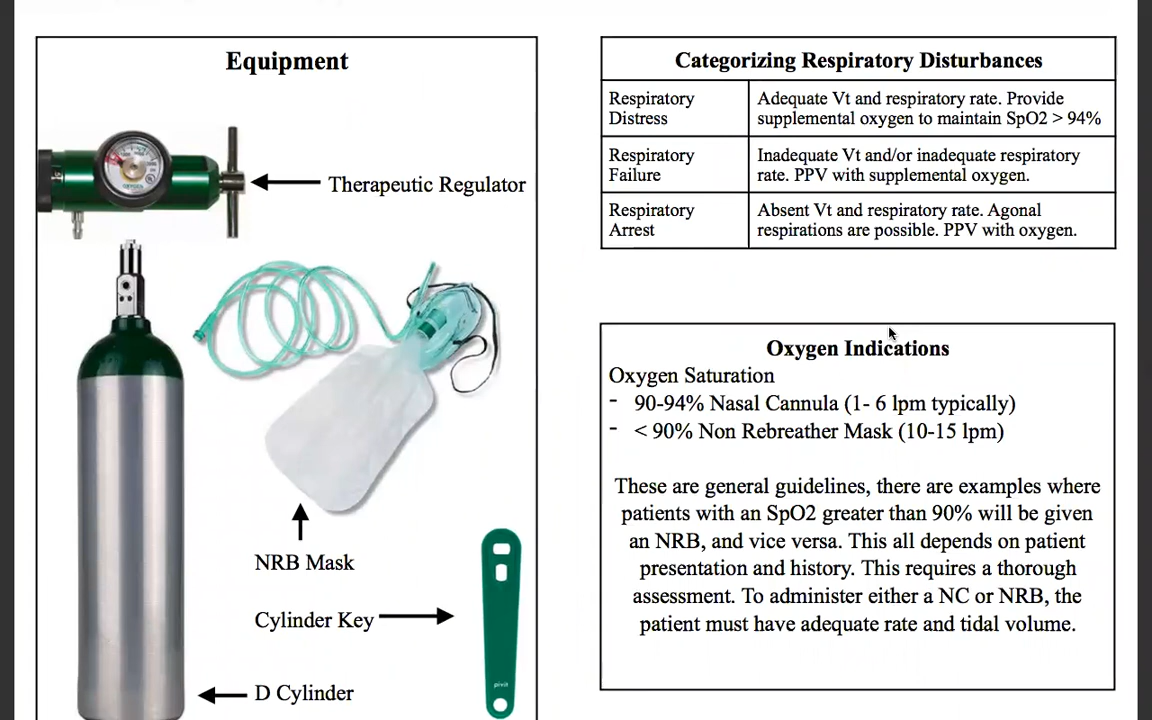 Equipment
Therapeutic Regulator
NRB Mask
Cylinder Key
pivit
D Cylinder
Categorizing Respiratory Disturbances
Respiratory
Distress
Adequate Vt and respiratory rate. Provide
supplemental oxygen to maintain SpO2 > 94%
Respiratory
Failure
Inadequate Vt and/or inadequate respiratory
rate. PPV with supplemental oxygen.
Respiratory
Arrest
Absent Vt and respiratory rate. Agonal
respirations are possible. PPV with oxygen.
Oxygen Indications
Oxygen Saturation
- 90-94% Nasal Cannula (1- 6 lpm typically)
- < 90% Non Rebreather Mask (10-15 lpm)
These are general guidelines, there are examples where
patients with an SpO2 greater than 90% will be given
an NRB, and vice versa. This all depends on patient
presentation and history. This requires a thorough
assessment. To administer either a NC or NRB, the
patient must have adequate rate and tidal volume.